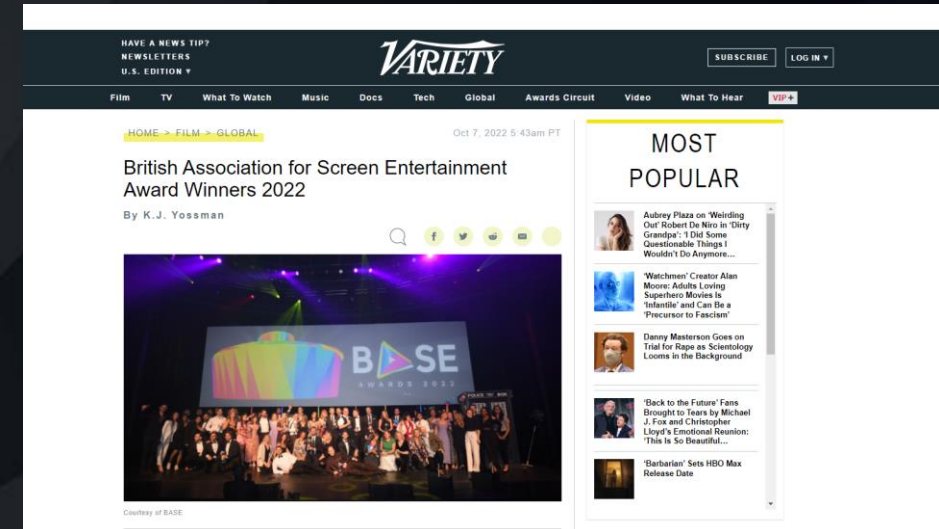 HAVE A NEWS TIP?
NEWSLETTERS
U.S. EDITION ▾
VARIETY
SUBSCRIBE
LOG IN ▾
Film TV What To Watch Music Docs Tech Global Awards Circuit Video What To Hear VIP+
HOME > FILM > GLOBAL
Oct 7, 2022 5:43am PT
British Association for Screen Entertainment
Award Winners 2022
By K.J. Yossman
BASE
AWARDS 2022
Courtesy of BASE
MOST
POPULAR
Aubrey Plaza on ‘Weirding
Out’ Robert De Niro in ‘Dirty
Grandpa’: ‘I Did Some
Questionable Things I
Wouldn’t Do Anymore...
‘Watchmen’ Creator Alan
Moore: Adults Loving
Superhero Movies Is
‘Infantile’ and Can Be a
‘Precursor to Fascism’
Danny Masterson Goes on
Trial for Rape as Scientology
Looms in the Background
‘Back to the Future’ Fans
Brought to Tears by Michael
J. Fox and Christopher
Lloyd’s Emotional Reunion:
‘This Is So Beautiful...
‘Barbarian’ Sets HBO Max
Release Date